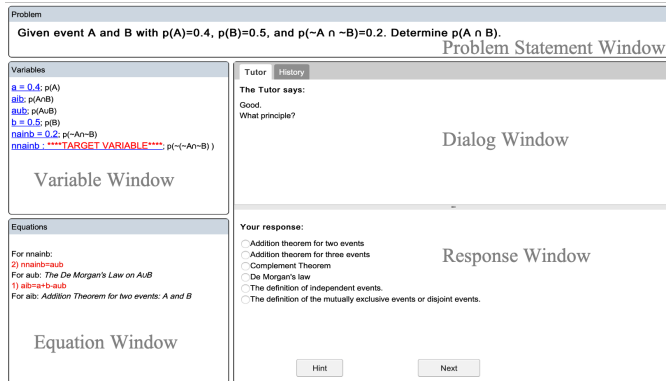 Problem
Given event A and B with p(A)=0.4, p(B)=0.5, and p(~A ∩ ~B)=0.2. Determine p(A ∩ B).
Problem Statement Window
Variables
a = 0.4; p(A)
aib; p(A∩B)
aub; p(A∪B)
b = 0.5; p(B)
nainb = 0.2; p(~A∩~B)
nnainb : ****TARGET VARIABLE****; p(~(~A∩~B) )
Variable Window
Tutor History
The Tutor says:
Good.
What principle?
Dialog Window
Equations
For nnainb:
2) nnainb=aub
For aub: The De Morgan's Law on A∪B
1) aib=a+b-aub
For aib: Addition Theorem for two events: A and B
Equation Window
Your response:
Addition theorem for two events
Addition theorem for three events
Complement Theorem
De Morgan's law
The definition of independent events.
The definition of the mutually exclusive events or disjoint events.
Response Window
Hint Next